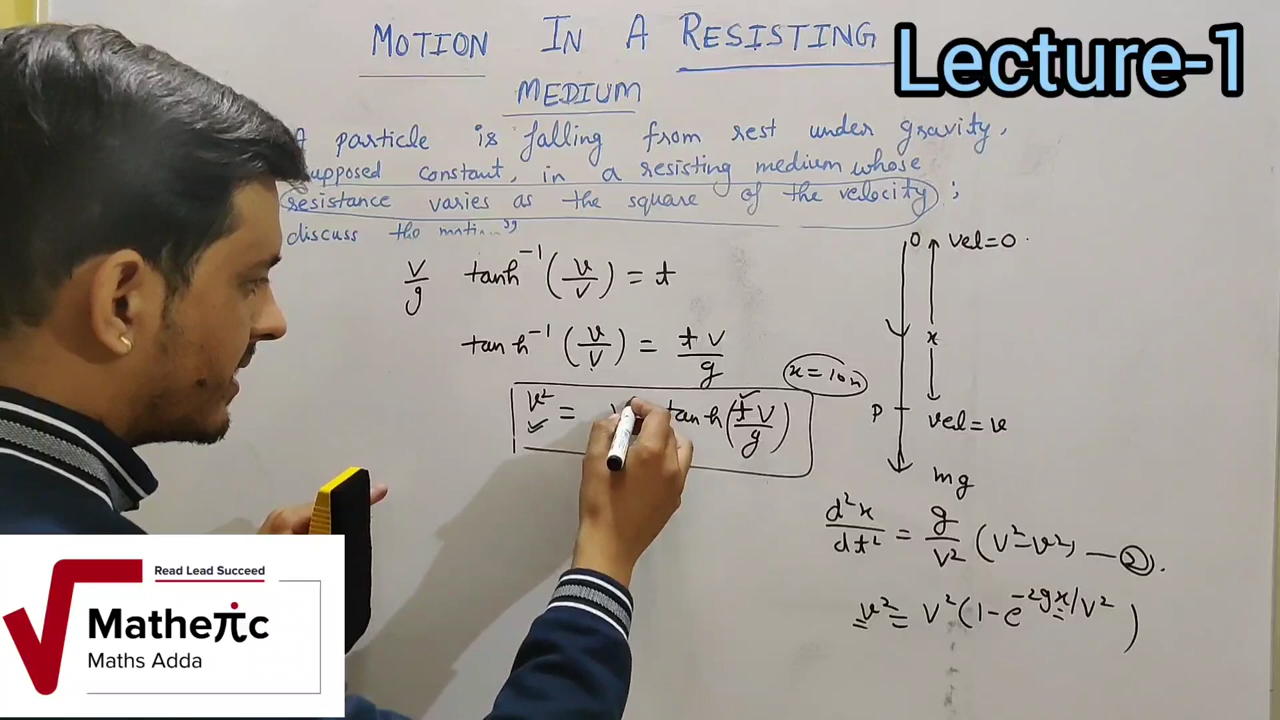 MOTION IN A RESISTING
MEDIUM
Lecture-1
particle is falling from rest under gravity,
upposed constant, in a resisting medium whose
resistance varies as the square of the velocity;
discuss the
V/g tanh⁻¹(v/V) = t
tanh⁻¹(v/V) = tV/g
v² = tanh(tV/g)
x = 10m
O vel=0.
x
P vel=v
mg
d²x/dt² = g/V² (V²-v²) — ②.
v² = V²(1-e^(-2gx/V²))
Read Lead Succeed
Matheπc
Maths Adda